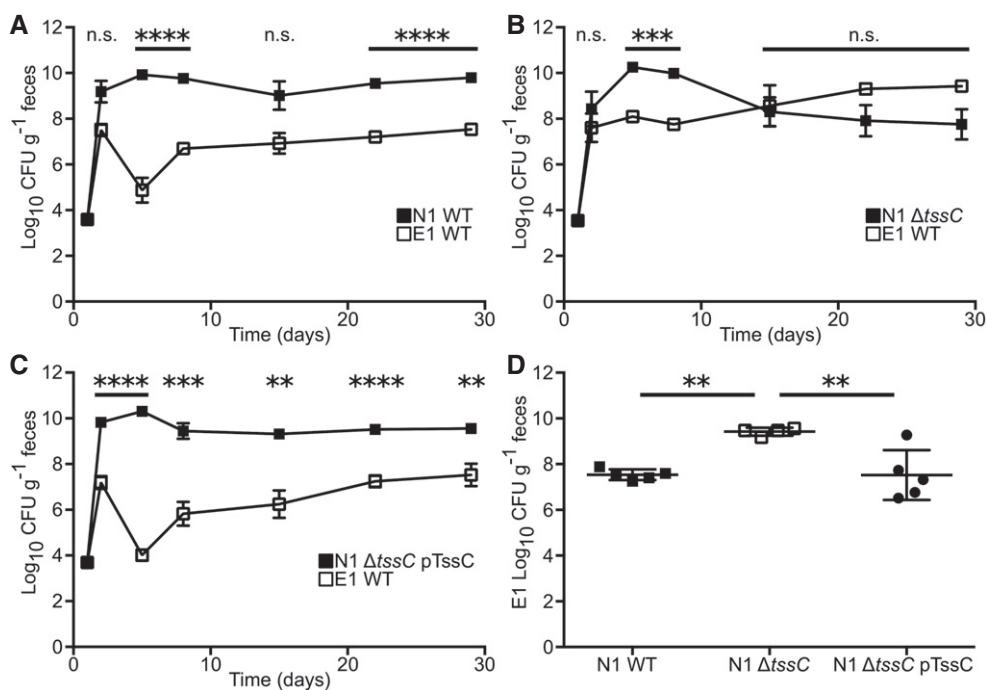 A
n.s.
****
n.s.
****
12
10
8
6
4
2
0
Log10 CFU g−1 feces
N1 WT
E1 WT
0
10
20
30
Time (days)
B
n.s.
***
n.s.
12
10
8
6
4
2
0
Log10 CFU g−1 feces
N1 ΔtssC
E1 WT
0
10
20
30
Time (days)
C
****
***
**
****
**
12
10
8
6
4
2
0
Log10 CFU g−1 feces
N1 ΔtssC pTssC
E1 WT
0
10
20
30
Time (days)
D
**
**
12
10
8
6
4
2
0
E1 Log10 CFU g−1 feces
N1 WT
N1 ΔtssC
N1 ΔtssC pTssC